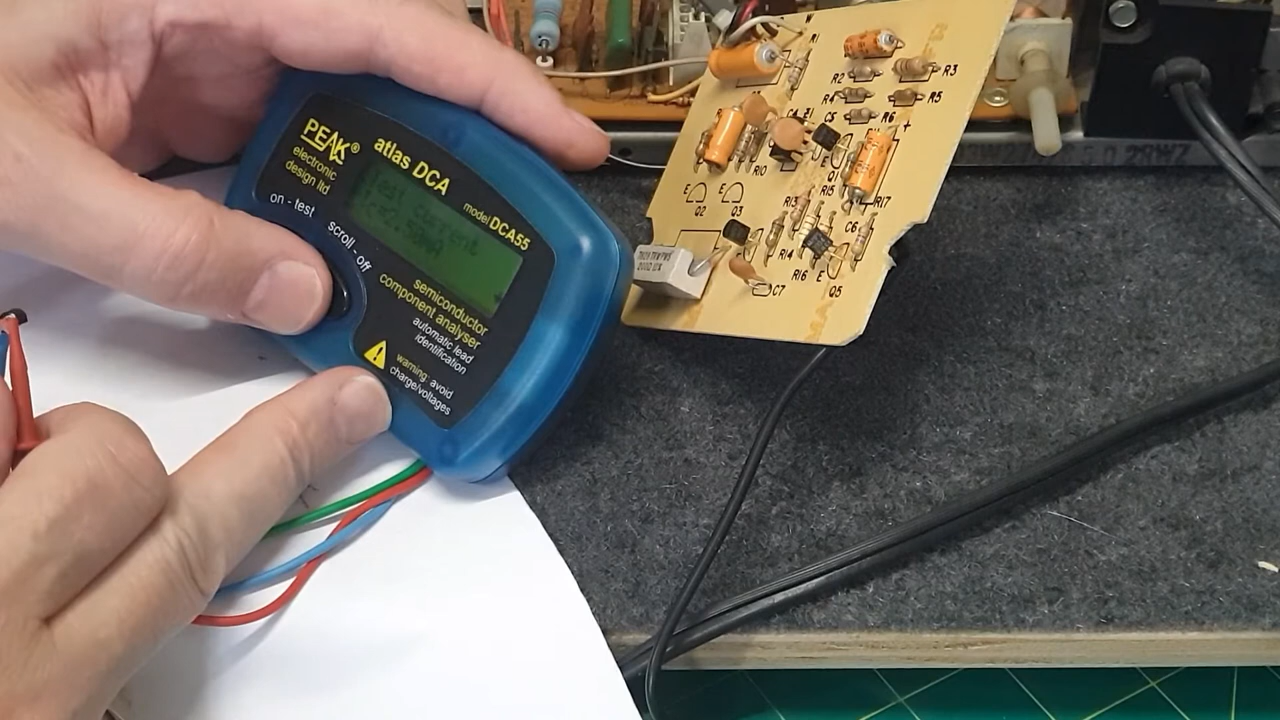 PEAK®
electronic
design ltd
atlas DCA
model DCA55
on - test
scroll - off
Test current
semiconductor
component analyser
automatic lead
identification
warning: avoid
charge/voltages
R1
R2
R3
R4
R5
C5
R6
+
E
Q1
R10
R15
R17
E
E
Q2
Q3
R13
C6
R14
R16
E
Q5
C7